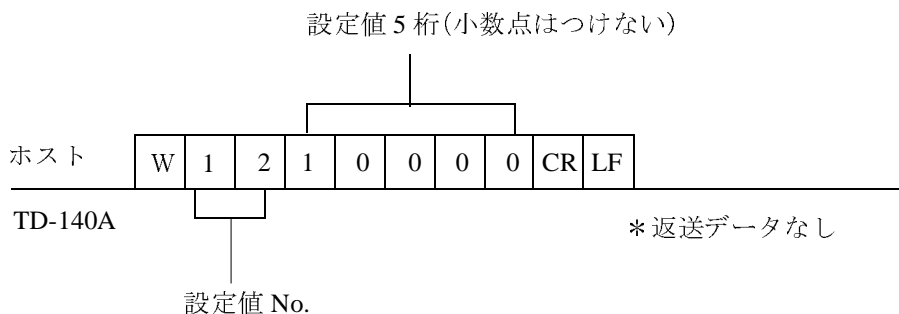 設定値 5 桁(小数点はつけない)
ホスト W 1 2 1 0 0 0 0 CR LF
TD-140A
＊返送データなし
設定値 No.